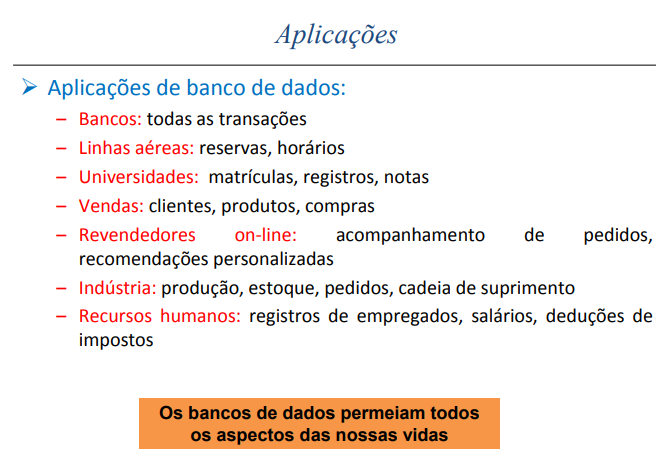 Aplicações
➢ Aplicações de banco de dados:
– Bancos: todas as transações
– Linhas aéreas: reservas, horários
– Universidades: matrículas, registros, notas
– Vendas: clientes, produtos, compras
– Revendedores on-line: acompanhamento de pedidos,
recomendações personalizadas
– Indústria: produção, estoque, pedidos, cadeia de suprimento
– Recursos humanos: registros de empregados, salários, deduções de
impostos
Os bancos de dados permeiam todos
os aspectos das nossas vidas